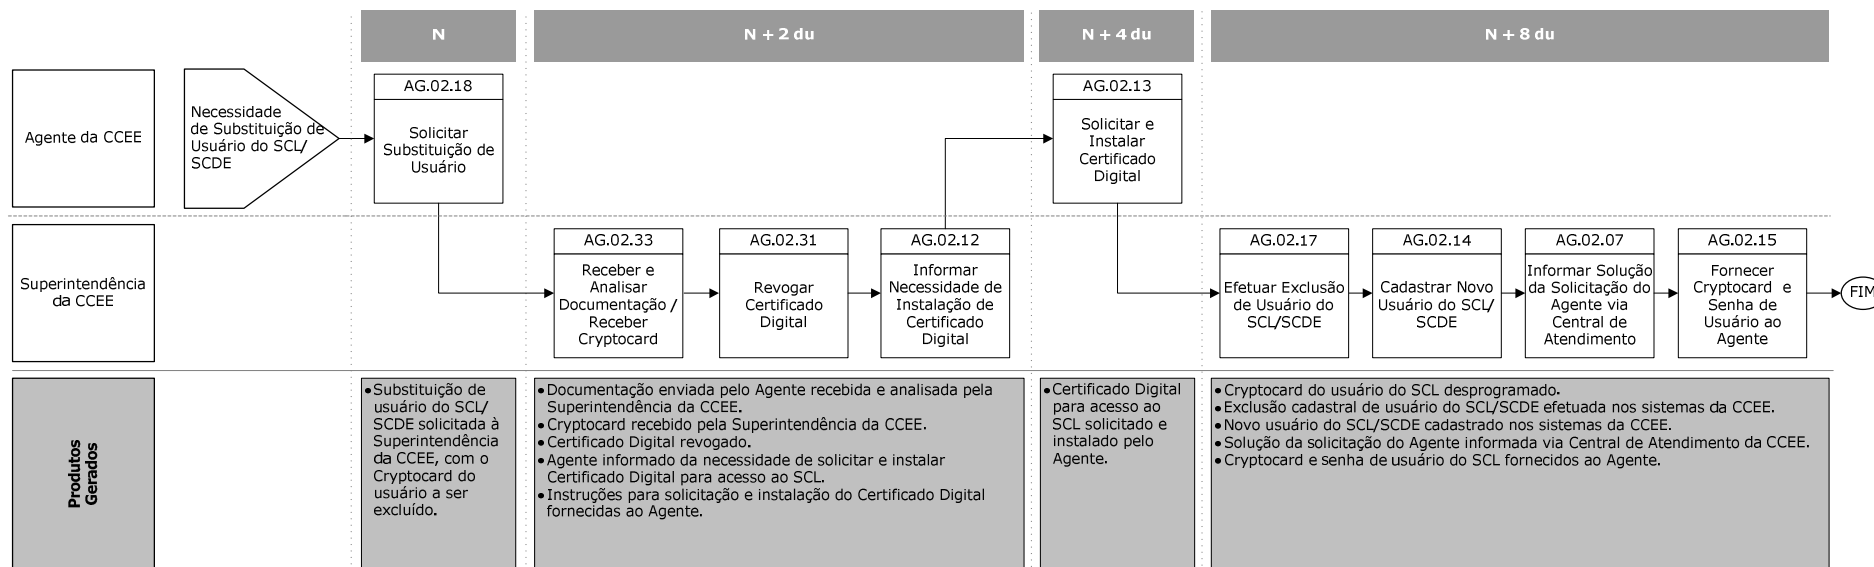 N
N + 2 du
N + 4 du
N + 8 du
Agente da CCEE
Necessidade
de Substituição de
Usuário do SCL/
SCDE
AG.02.18
Solicitar
Substituição de
Usuário
AG.02.13
Solicitar e
Instalar
Certificado
Digital
Superintendência
da CCEE
AG.02.33
Receber e
Analisar
Documentação /
Receber
Cryptocard
AG.02.31
Revogar
Certificado
Digital
AG.02.12
Informar
Necessidade de
Instalação de
Certificado
Digital
AG.02.17
Efetuar Exclusão
de Usuário do
SCL/SCDE
AG.02.14
Cadastrar Novo
Usuário do SCL/
SCDE
AG.02.07
Informar Solução
da Solicitação do
Agente via
Central de
Atendimento
AG.02.15
Fornecer
Cryptocard e
Senha de
Usuário ao
Agente
FIM
Produtos
Gerados
• Substituição de
usuário do SCL/
SCDE solicitada à
Superintendência
da CCEE, com o
Cryptocard do
usuário a ser
excluído.
• Documentação enviada pelo Agente recebida e analisada pela
Superintendência da CCEE.
• Cryptocard recebido pela Superintendência da CCEE.
• Certificado Digital revogado.
• Agente informado da necessidade de solicitar e instalar
Certificado Digital para acesso ao SCL.
• Instruções para solicitação e instalação do Certificado Digital
fornecidas ao Agente.
• Certificado Digital
para acesso ao
SCL solicitado e
instalado pelo
Agente.
• Cryptocard do usuário do SCL desprogramado.
• Exclusão cadastral de usuário do SCL/SCDE efetuada nos sistemas da CCEE.
• Novo usuário do SCL/SCDE cadastrado nos sistemas da CCEE.
• Solução da solicitação do Agente informada via Central de Atendimento da CCEE.
• Cryptocard e senha de usuário do SCL fornecidos ao Agente.